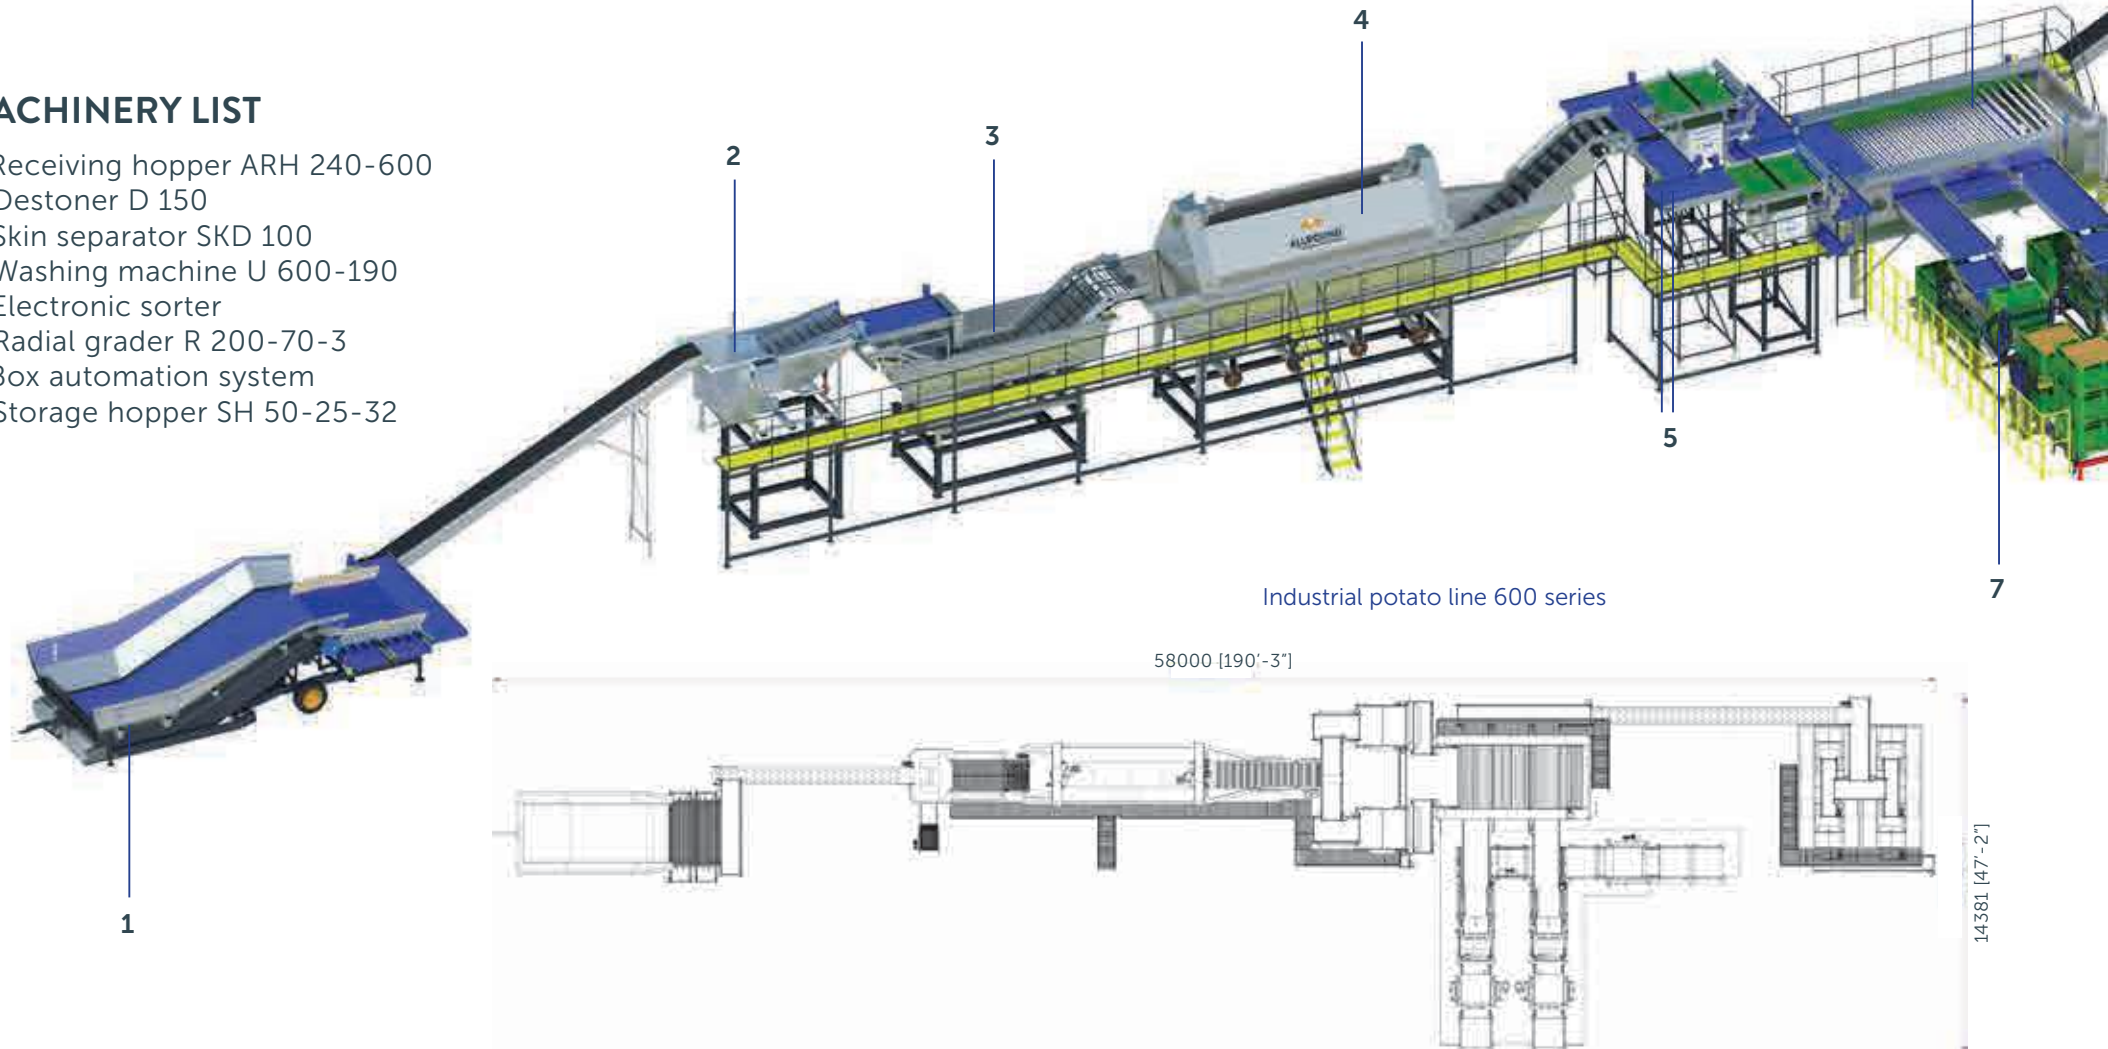 4
ACHINERY LIST
2
3
Receiving hopper ARH 240-600
Destoner D 150
Skin separator SKD 100
Washing machine U 600-190
Electronic sorter
Radial grader R 200-70-3
Box automation system
Storage hopper SH 50-25-32
ALLROUND
5
7
Industrial potato line 600 series
58000 [190'-3"]
14381 [47'-2"]
1